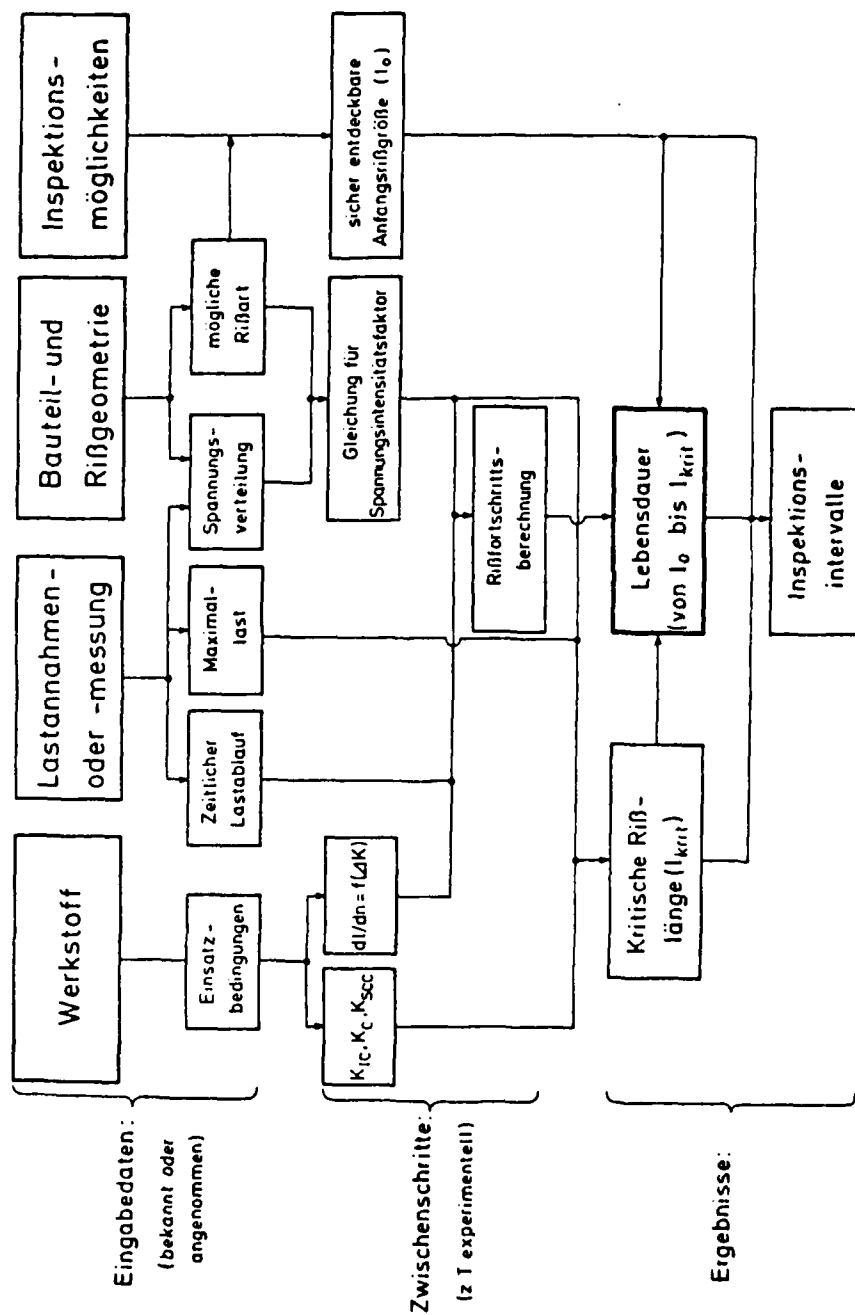 Eingabedaten:
(bekannt oder
angenommen)
Werkstoff
Lastannahmen-
oder -messung
Bauteil- und
Rißgeometrie
Inspektions-
möglichkeiten
Einsatz-
bedingungen
Zeitlicher
Lastablauf
Maximal-
last
Spannungs-
verteilung
mögliche
Rißart
Zwischenschritte:
(z T experimentell)
K_IC, K_C, K_SCC
dl/dn = f(ΔK)
Gleichung für
Spannungsintensitätsfaktor
sicher entdeckbare
Anfangsrißgröße (l₀)
Rißfortschritts-
berechnung
Ergebnisse:
Kritische Riß-
länge (l_krit)
Lebensdauer
(von l₀ bis l_krit)
Inspektions-
intervalle